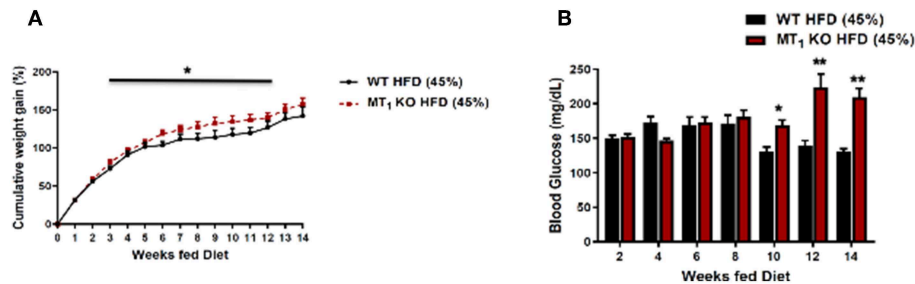 A
*
WT HFD (45%)
MT1 KO HFD (45%)
Cumulative weight gain (%)
200
150
100
50
0
0 1 2 3 4 5 6 7 8 9 10 11 12 13 14
Weeks fed Diet
B
WT HFD (45%)
MT1 KO HFD (45%)
Blood Glucose (mg/dL)
250
200
150
100
50
0
* ** **
2 4 6 8 10 12 14
Weeks fed Diet